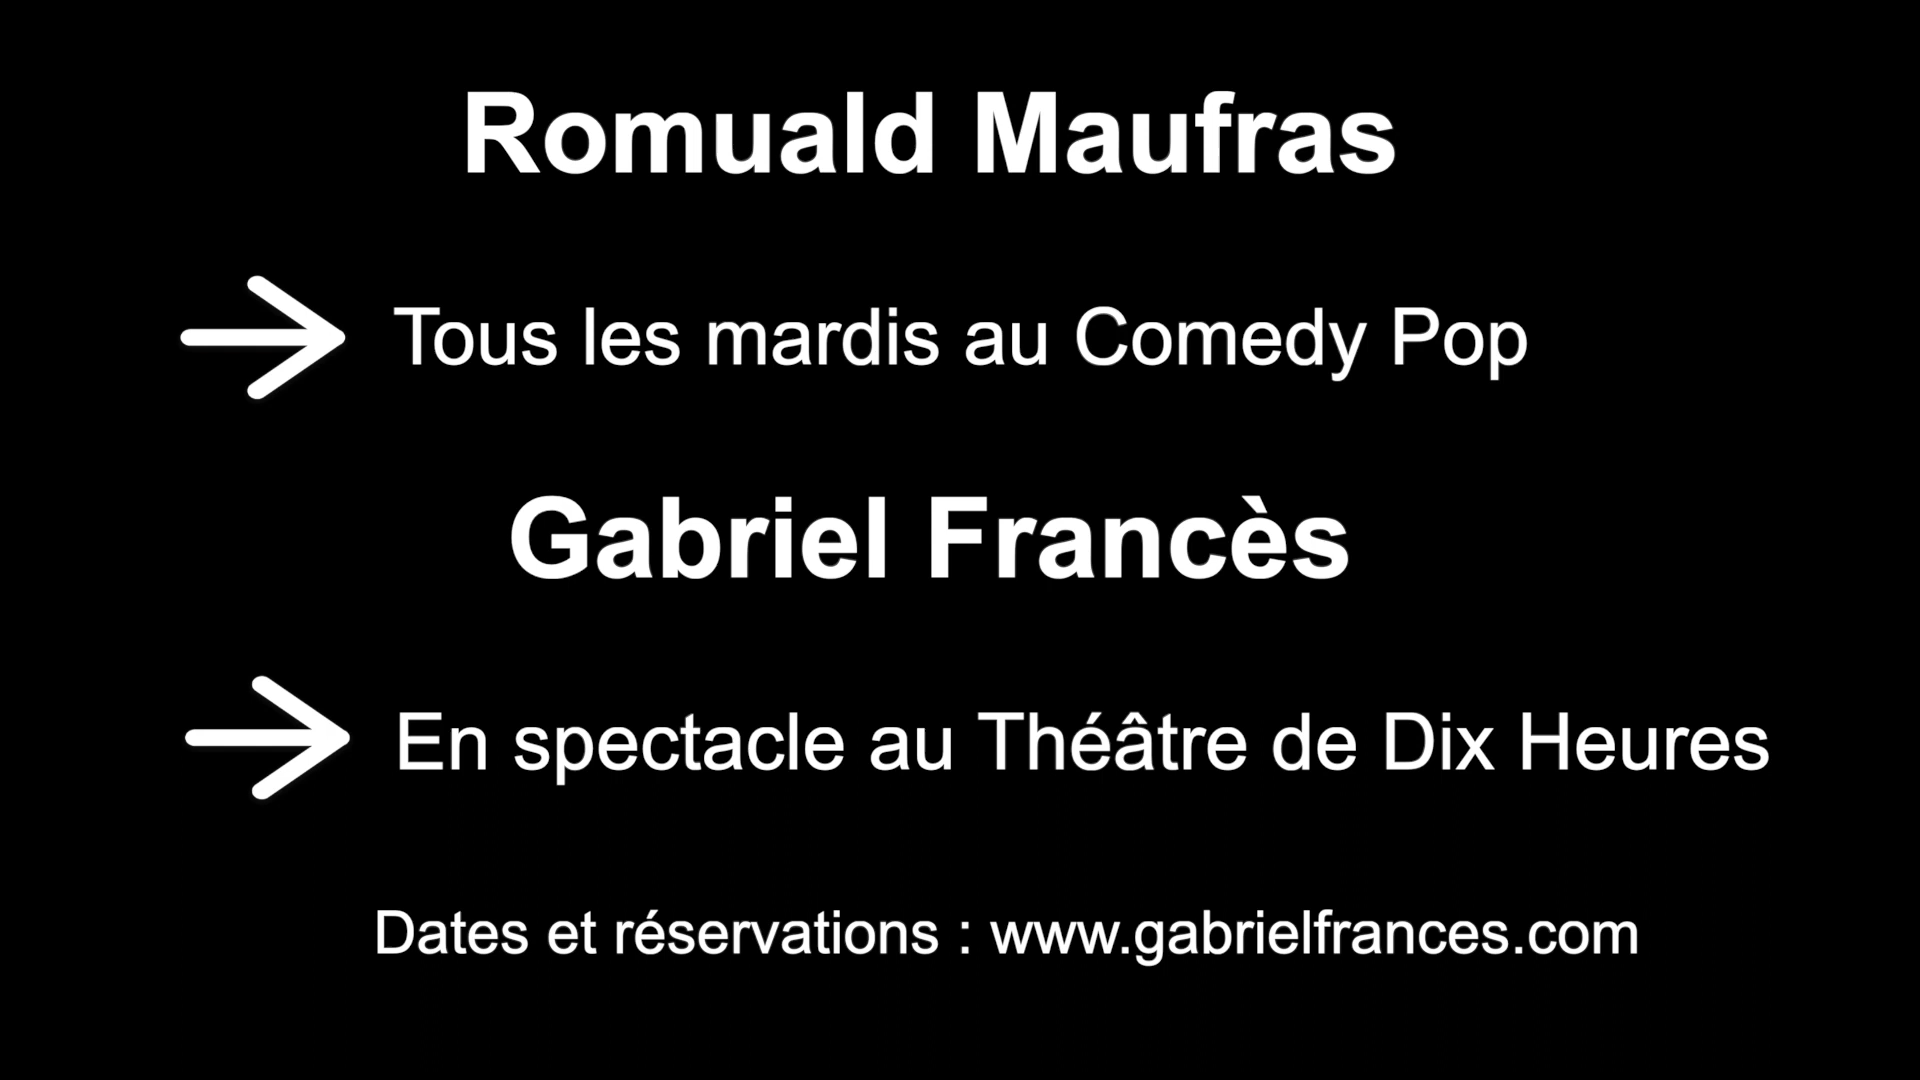 Romuald Maufras
Tous les mardis au Comedy Pop
Gabriel Francès
En spectacle au Théâtre de Dix Heures
Dates et réservations : www.gabrielfrances.com